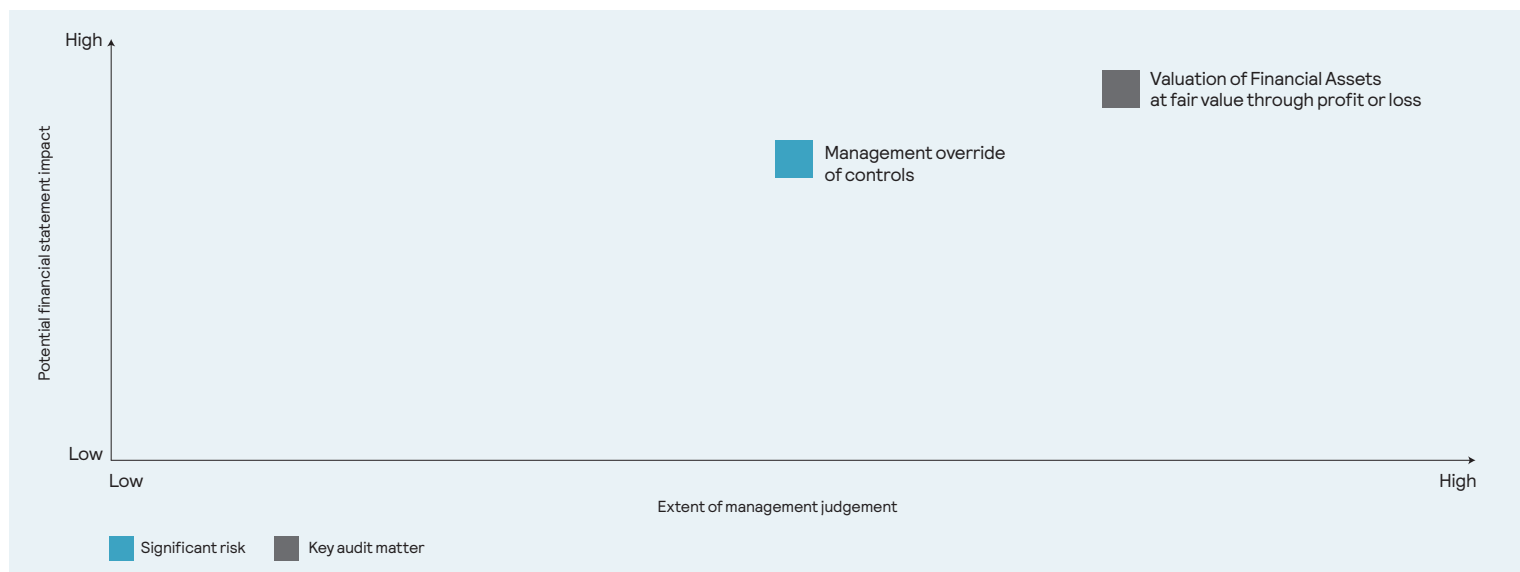 High
Valuation of Financial Assets
at fair value through profit or loss
Management override
of controls
Potential financial statement impact
Low
Low
High
Extent of management judgement
Significant risk
Key audit matter